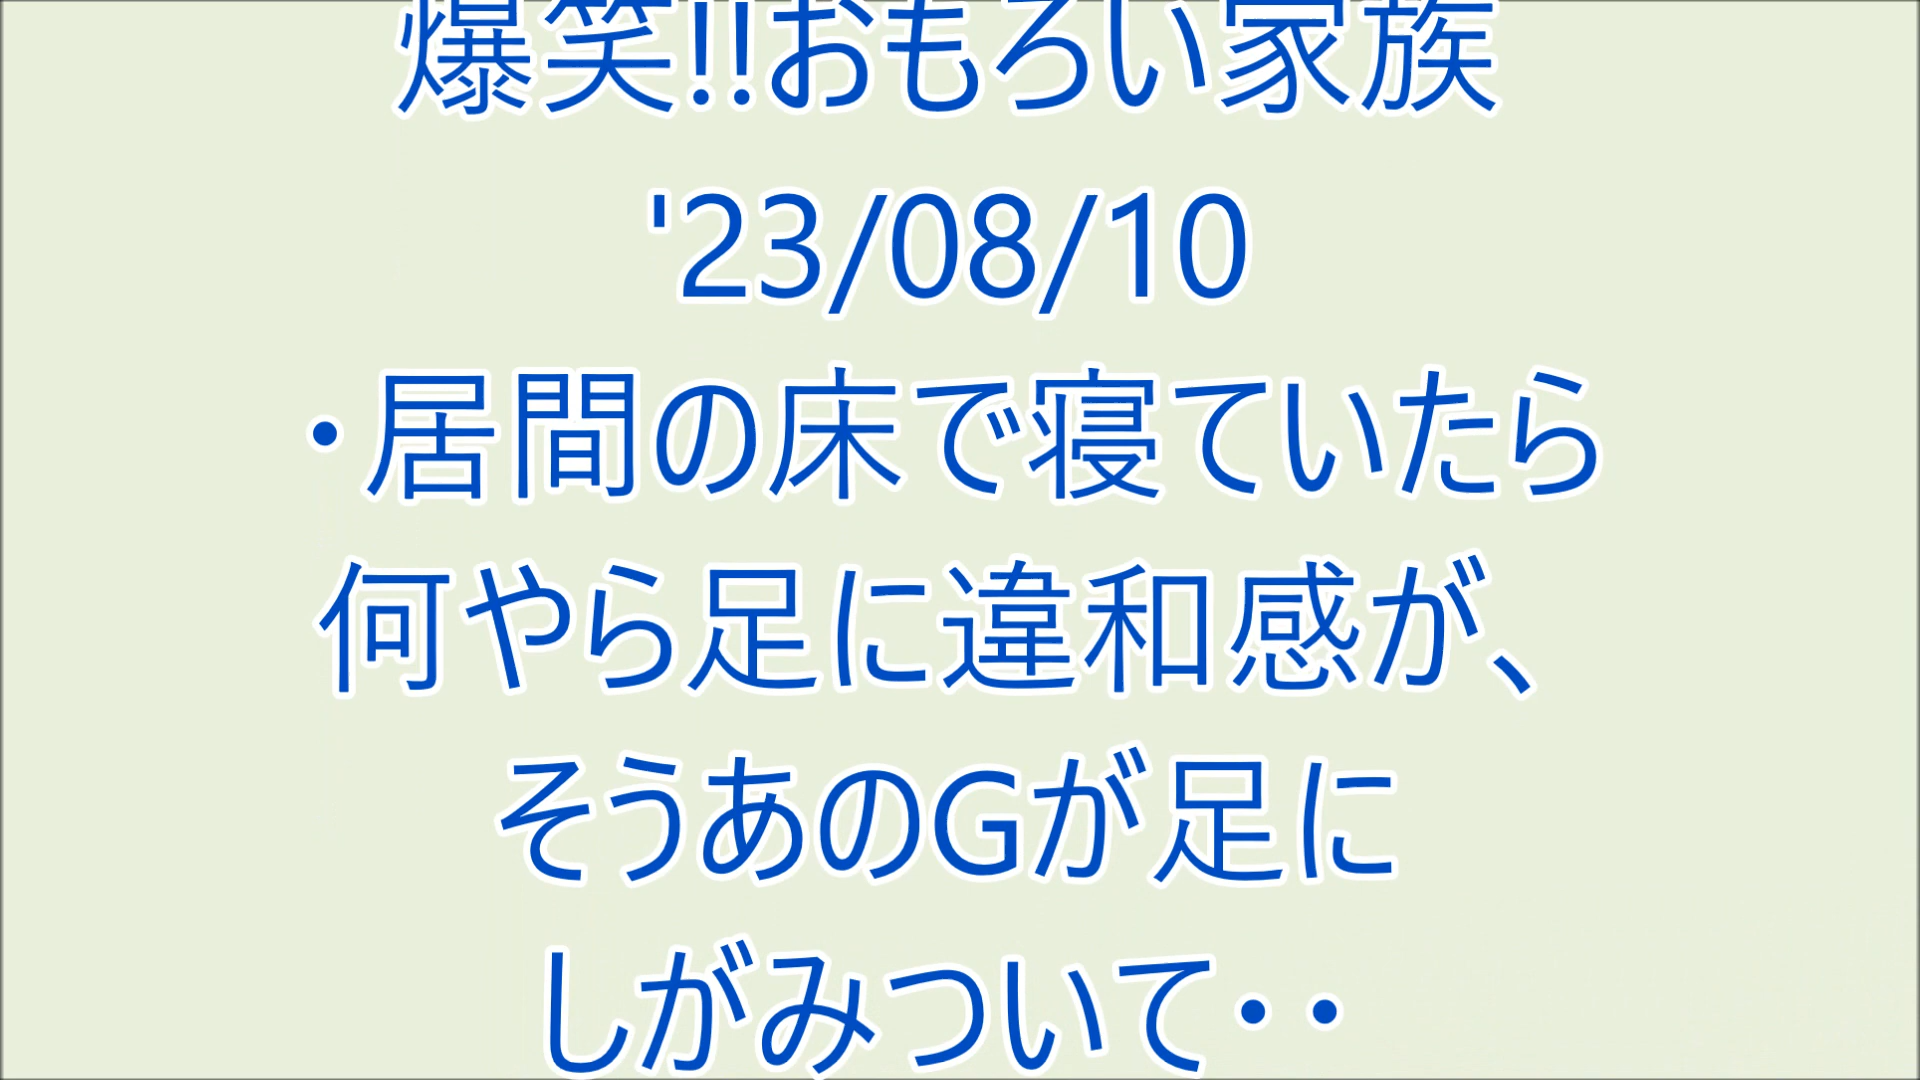 爆笑!!おもろい家族
'23/08/10
・居間の床で寝ていたら
何やら足に違和感が、
そうあのGが足に
しがみついて・・